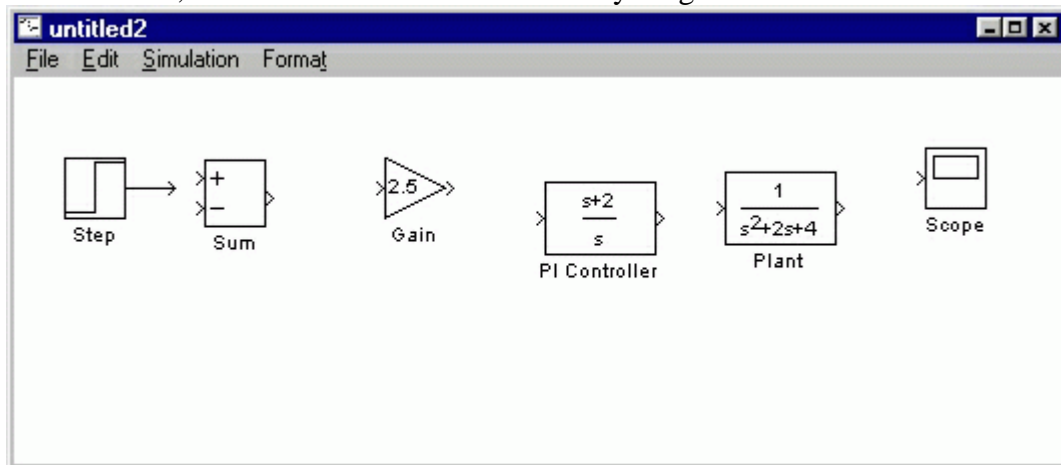 untitled2
File Edit Simulation Format
Step
+
−
Sum
2.5
Gain
s+2
s
PI Controller
1
s²+2s+4
Plant
Scope